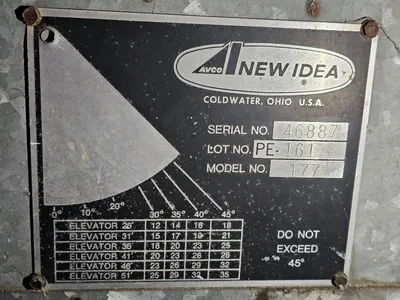 AVCO NEW IDEA
COLDWATER, OHIO U.S.A.
SERIAL NO. 46887
LOT NO. PE-161
MODEL NO. 177
0° 10° 20° 30° 35° 40° 45°
ELEVATOR 26' 12 14 16 18
ELEVATOR 31' 15 17 19 21
ELEVATOR 36' 18 20 23 25
ELEVATOR 41' 20 23 26 28
ELEVATOR 46' 23 26 29 32
ELEVATOR 51' 25 29 32 35
DO NOT
EXCEED
45°